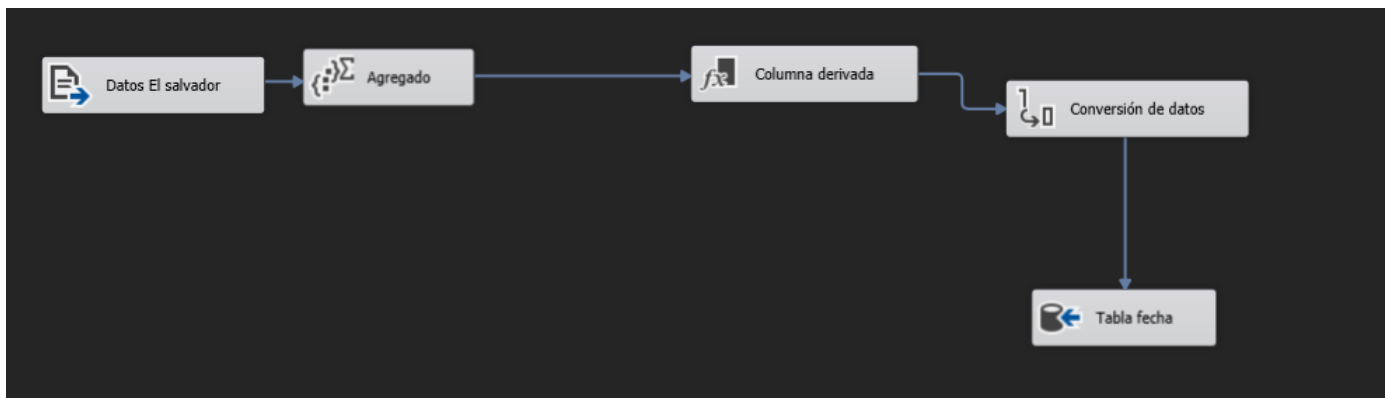 Datos El salvador
Agregado
Columna derivada
Conversión de datos
Tabla fecha